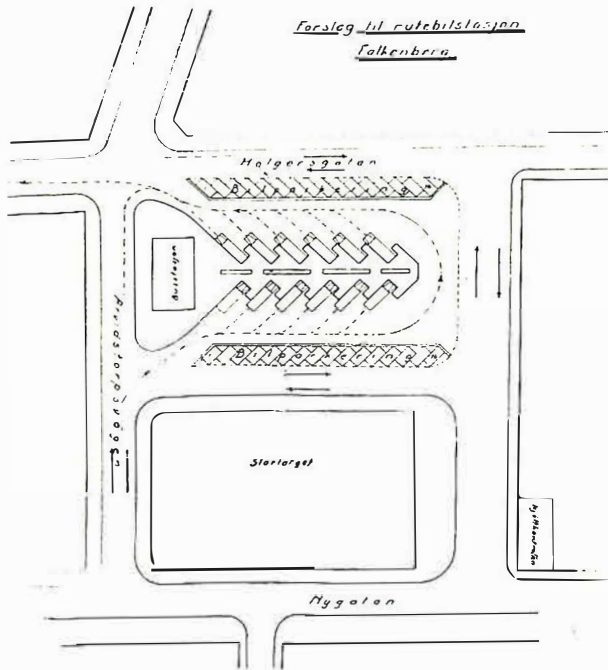 Forslag til rutebilstasjon
Falkenberg
Holgersgatan
Bilparkering
Busstasjon
Bilparkering
Stortorget
Nygatan